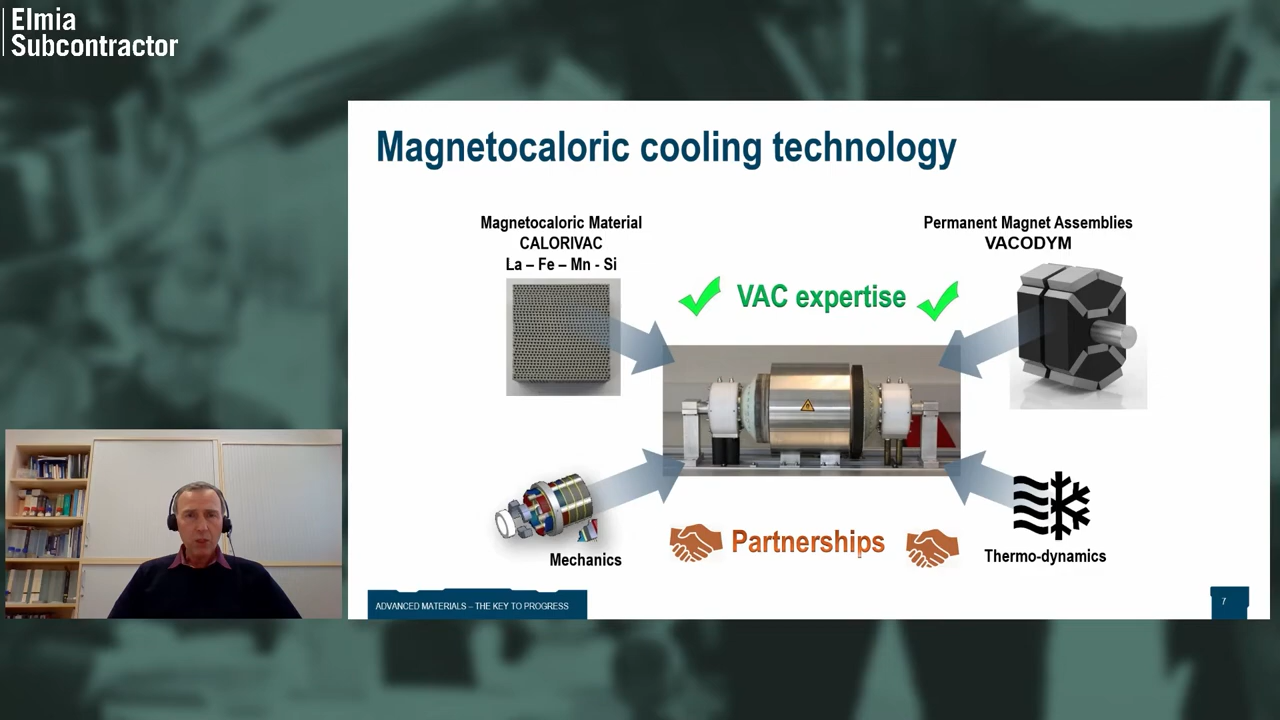 Elmia
Subcontractor
Magnetocaloric cooling technology
Magnetocaloric Material
CALORIVAC
La – Fe – Mn - Si
Permanent Magnet Assemblies
VACODYM
VAC expertise
Mechanics
Partnerships
Thermo-dynamics
ADVANCED MATERIALS – THE KEY TO PROGRESS
7